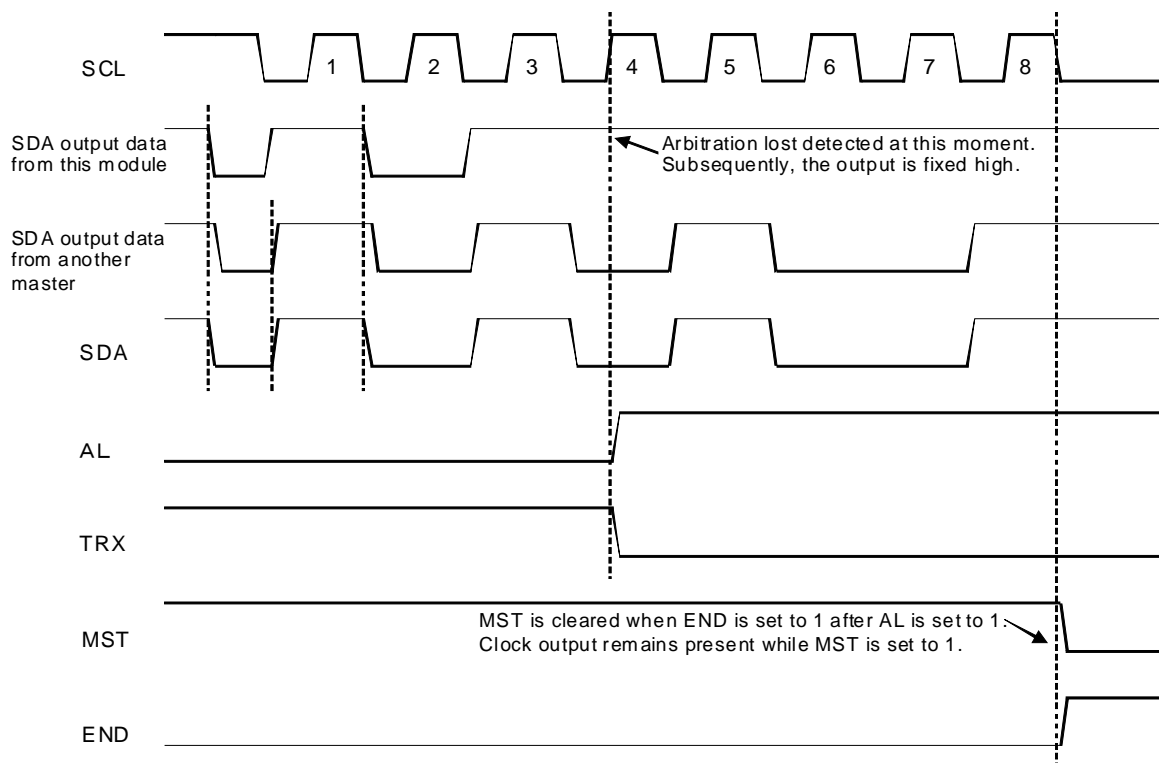 SCL
1 2 3 4 5 6 7 8
SDA output data
from this module
Arbitration lost detected at this moment.
Subsequently, the output is fixed high.
SDA output data
from another
master
SDA
AL
TRX
MST is cleared when END is set to 1 after AL is set to 1.
Clock output remains present while MST is set to 1.
MST
END